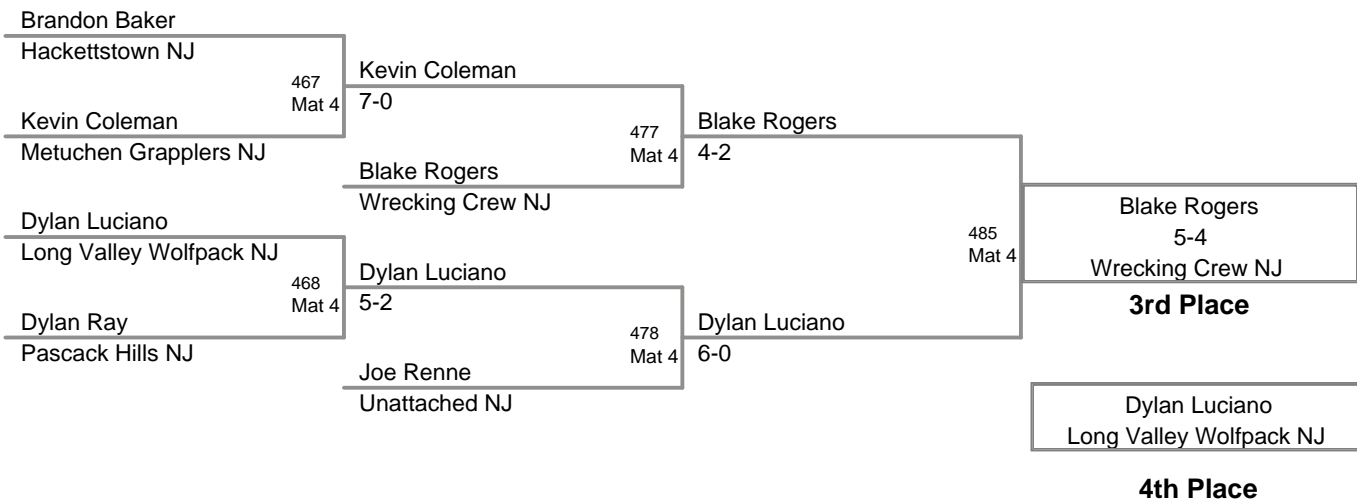 Brandon Baker
Hackettstown NJ
467
Mat 4
Kevin Coleman
Metuchen Grapplers NJ
Kevin Coleman
7-0
477
Mat 4
Blake Rogers
Wrecking Crew NJ
Blake Rogers
4-2
Dylan Luciano
Long Valley Wolfpack NJ
468
Mat 4
Dylan Ray
Pascack Hills NJ
Dylan Luciano
5-2
478
Mat 4
Joe Renne
Unattached NJ
Dylan Luciano
6-0
485
Mat 4
Blake Rogers
5-4
Wrecking Crew NJ
3rd Place
Dylan Luciano
Long Valley Wolfpack NJ
4th Place